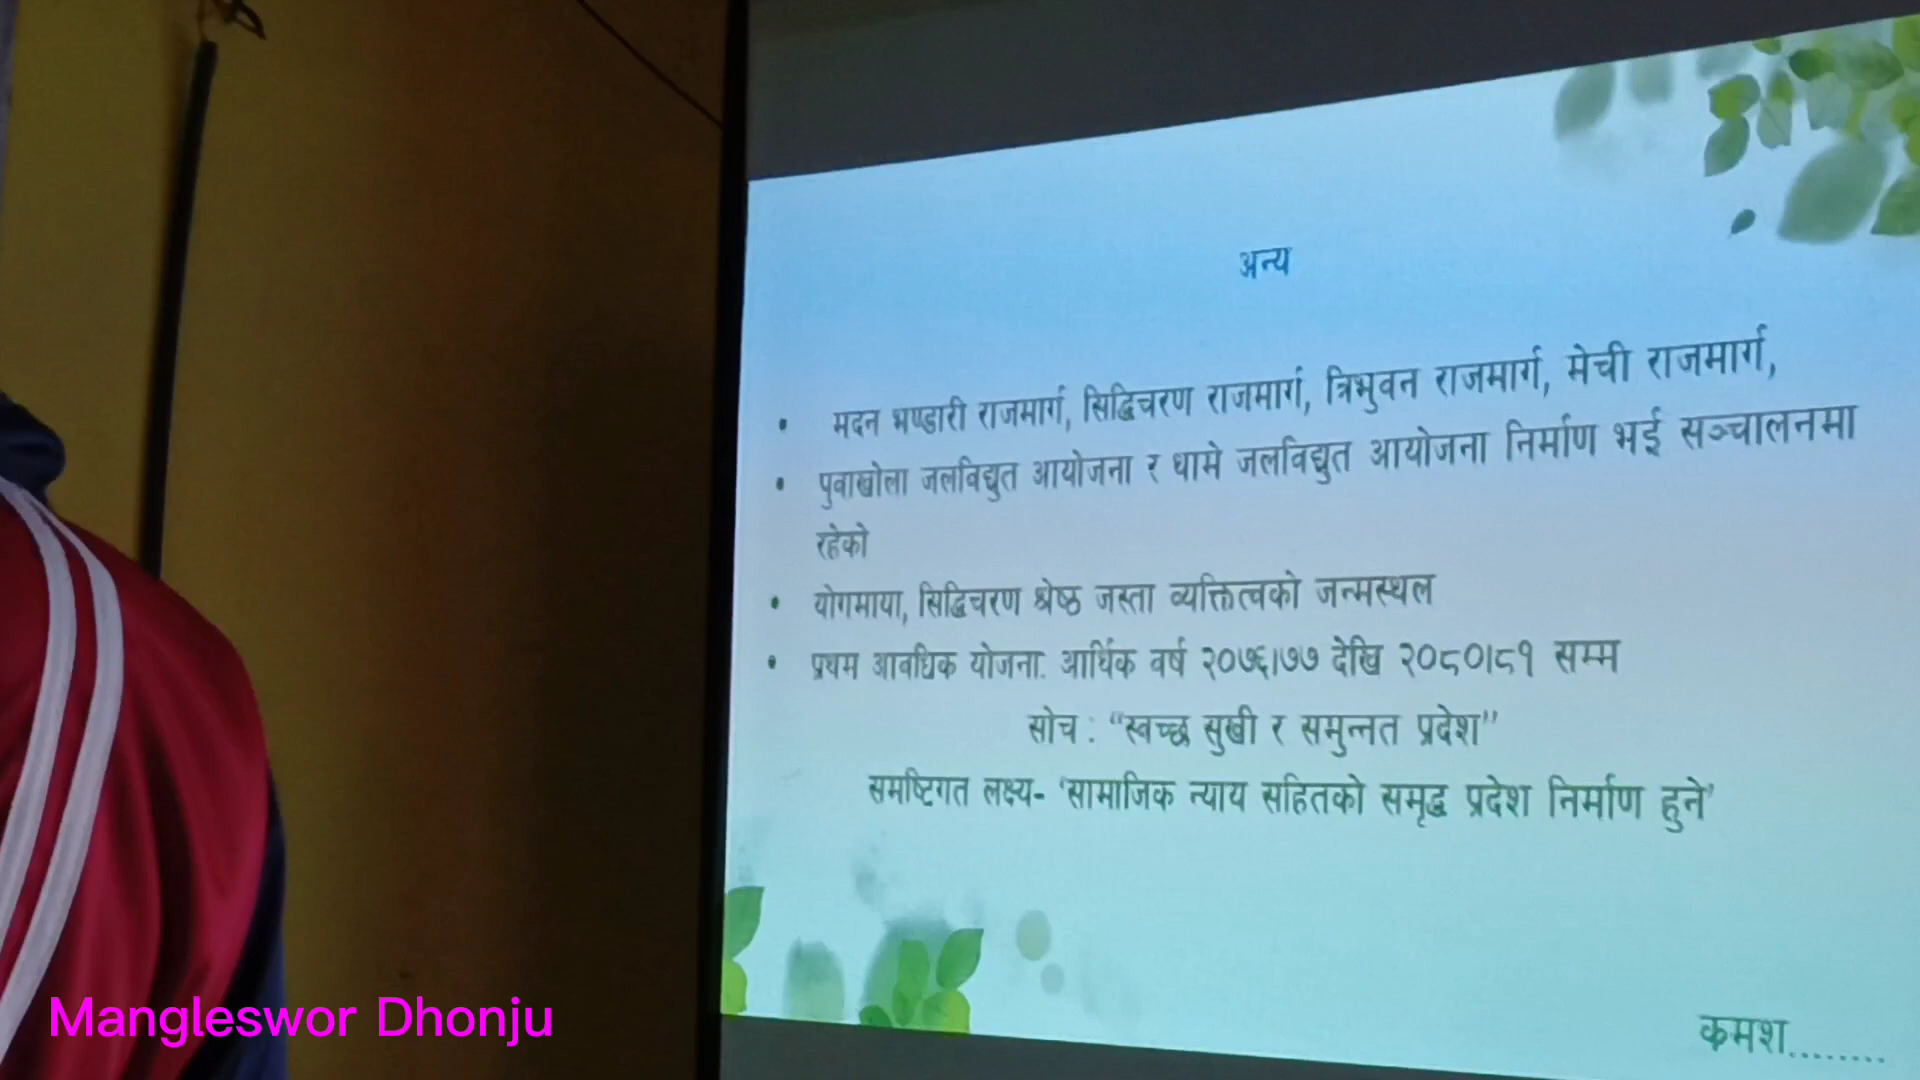 अन्य
• मदन भण्डारी राजमार्ग, सिद्धिचरण राजमार्ग, त्रिभुवन राजमार्ग, मेची राजमार्ग,
• पुवाखोला जलविद्युत आयोजना र धामे जलविद्युत आयोजना निर्माण भई सञ्चालनमा
रहेको
• योगमाया, सिद्धिचरण श्रेष्ठ जस्ता व्यक्तित्वको जन्मस्थल
• प्रथम आवधिक योजना. आर्थिक वर्ष २०७६।७७ देखि २०८०।८१ सम्म
सोच : “स्वच्छ सुखी र समुन्नत प्रदेश”
समष्टिगत लक्ष्य- ‘सामाजिक न्याय सहितको समृद्ध प्रदेश निर्माण हुने’
कमश........
Mangleswor Dhonju